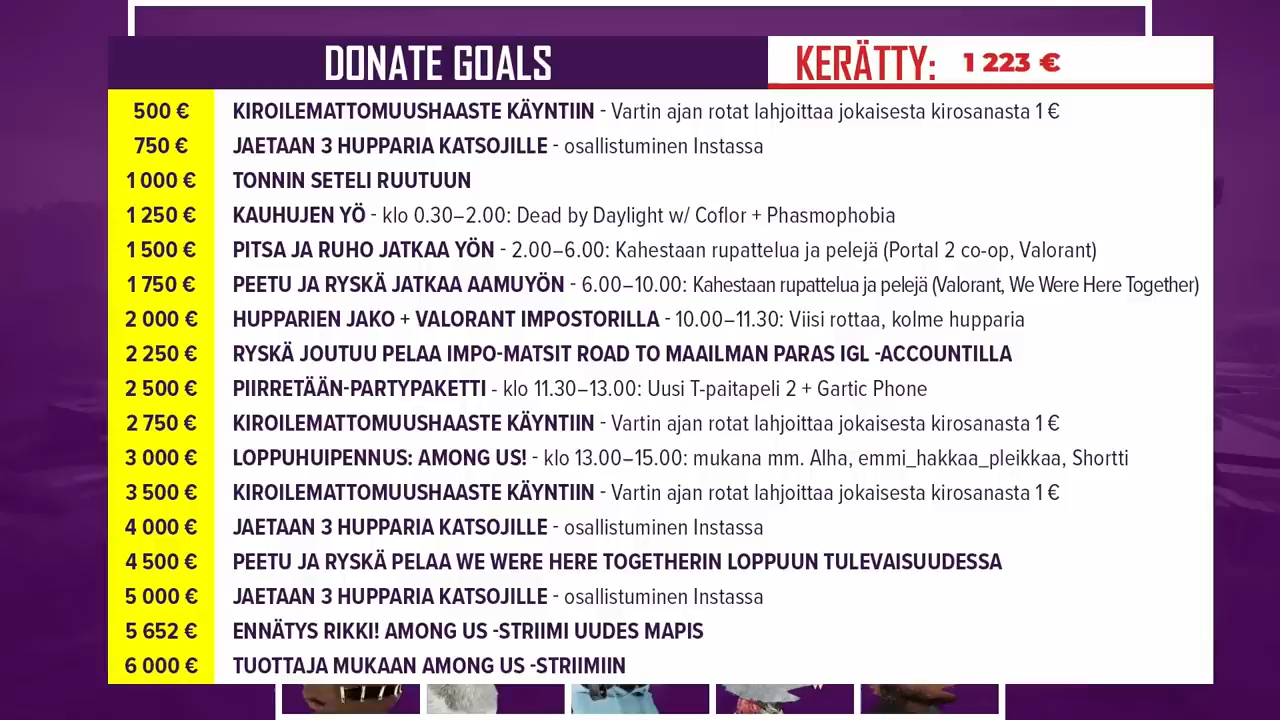 DONATE GOALS KERÄTTY: 1 223 €
500 € KIROILEMATTOMUUSHAASTE KÄYNTIIN - Vartin ajan rotat lahjoittaa jokaisesta kirosanasta 1 €
750 € JAETAAN 3 HUPPARIA KATSOJILLE - osallistuminen Instassa
1 000 € TONNIN SETELI RUUTUUN
1 250 € KAUHUJEN YÖ - klo 0.30–2.00: Dead by Daylight w/ Coflor + Phasmophobia
1 500 € PITSA JA RUHO JATKAA YÖN - 2.00–6.00: Kahestaan rupattelua ja pelejä (Portal 2 co-op, Valorant)
1 750 € PEETU JA RYSKÄ JATKAA AAMUYÖN - 6.00–10.00: Kahestaan rupattelua ja pelejä (Valorant, We Were Here Together)
2 000 € HUPPARIEN JAKO + VALORANT IMPOSTORILLA - 10.00–11.30: Viisi rottaa, kolme hupparia
2 250 € RYSKÄ JOUTUU PELAA IMPO-MATSIT ROAD TO MAAILMAN PARAS IGL -ACCOUNTILLA
2 500 € PIIRRETÄÄN-PARTYPAKETTI - klo 11.30–13.00: Uusi T-paitapeli 2 + Gartic Phone
2 750 € KIROILEMATTOMUUSHAASTE KÄYNTIIN - Vartin ajan rotat lahjoittaa jokaisesta kirosanasta 1 €
3 000 € LOPPUHUIPENNUS: AMONG US! - klo 13.00–15.00: mukana mm. Alha, emmi_hakkaa_pleikkaa, Shortti
3 500 € KIROILEMATTOMUUSHAASTE KÄYNTIIN - Vartin ajan rotat lahjoittaa jokaisesta kirosanasta 1 €
4 000 € JAETAAN 3 HUPPARIA KATSOJILLE - osallistuminen Instassa
4 500 € PEETU JA RYSKÄ PELAA WE WERE HERE TOGETHERIN LOPPUUN TULEVAISUUDESSA
5 000 € JAETAAN 3 HUPPARIA KATSOJILLE - osallistuminen Instassa
5 652 € ENNÄTYS RIKKI! AMONG US -STRIIMI UUDES MAPIS
6 000 € TUOTTAJA MUKAAN AMONG US -STRIIMIIN